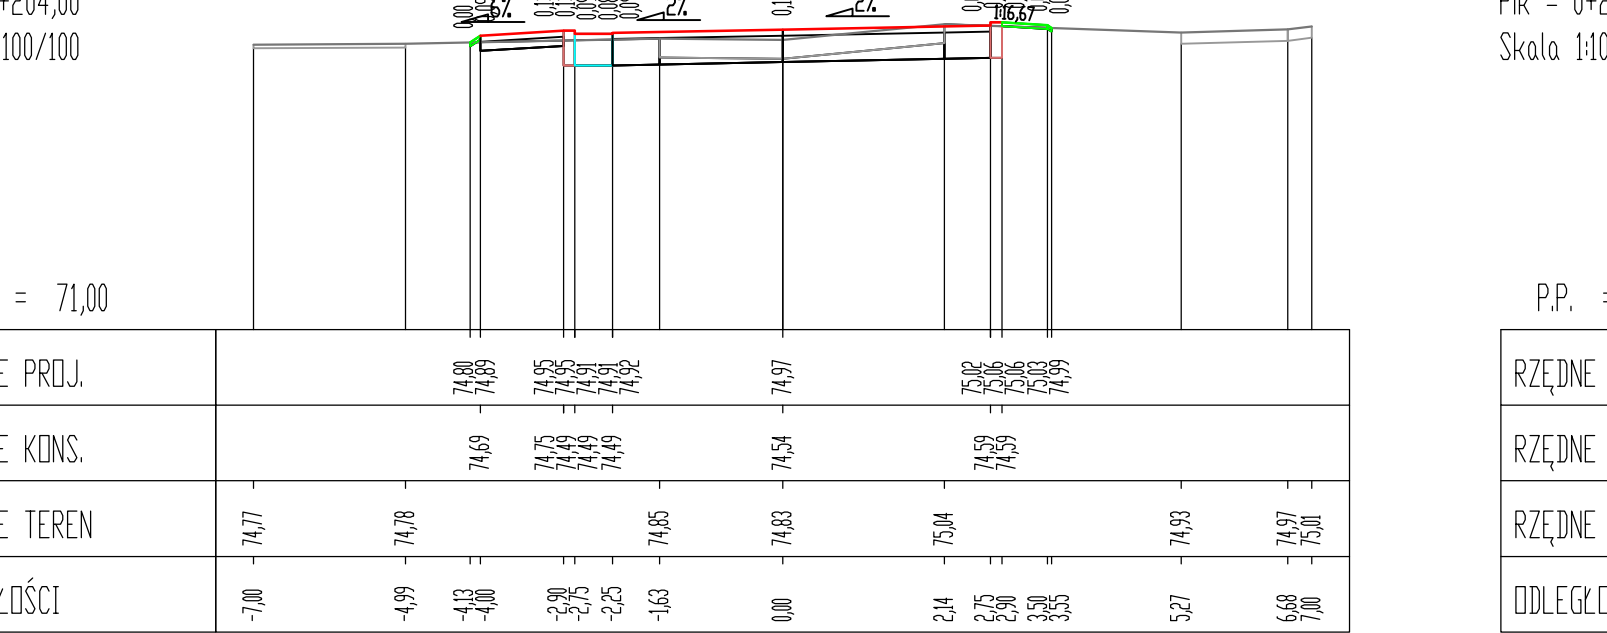 6% 2% 2% 1:16,67
100/100
Skala 1:10
= 71,00
P.P. =
E PROJ. 74,80 74,89 74,95 74,95 74,91 74,91 74,92 74,97 75,02 75,06 75,06 75,03 74,99
RZĘDNE
E KONS. 74,69 74,75 74,49 74,49 74,49 74,54 74,59 74,59
RZĘDNE
E TEREN 74,77 74,78 74,85 74,83 75,04 74,93 74,97 75,01
RZĘDNE
ŁOŚCI -7,00 -4,99 -4,13 -4,00 -2,90 -2,75 -2,25 -1,63 0,00 2,14 2,75 2,90 3,50 3,55 5,27 6,68 7,00
ODLEGŁO